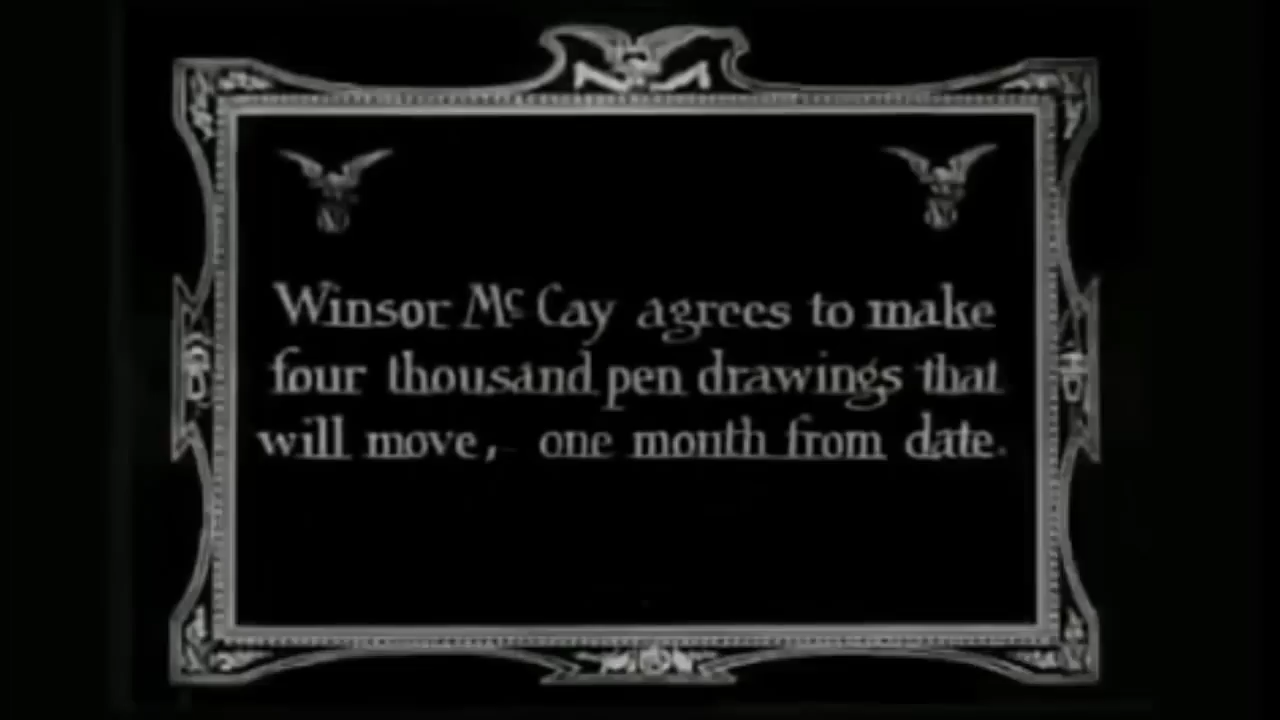 Winsor McCay agrees to make
four thousand pen drawings that
will move, - one month from date.